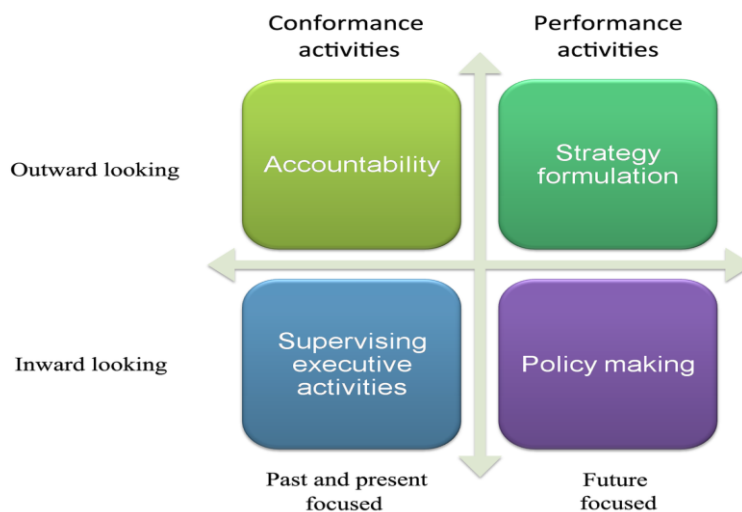 Conformance
activities
Performance
activities
Outward looking
Accountability
Strategy
formulation
Inward looking
Supervising
executive
activities
Policy making
Past and present
focused
Future
focused